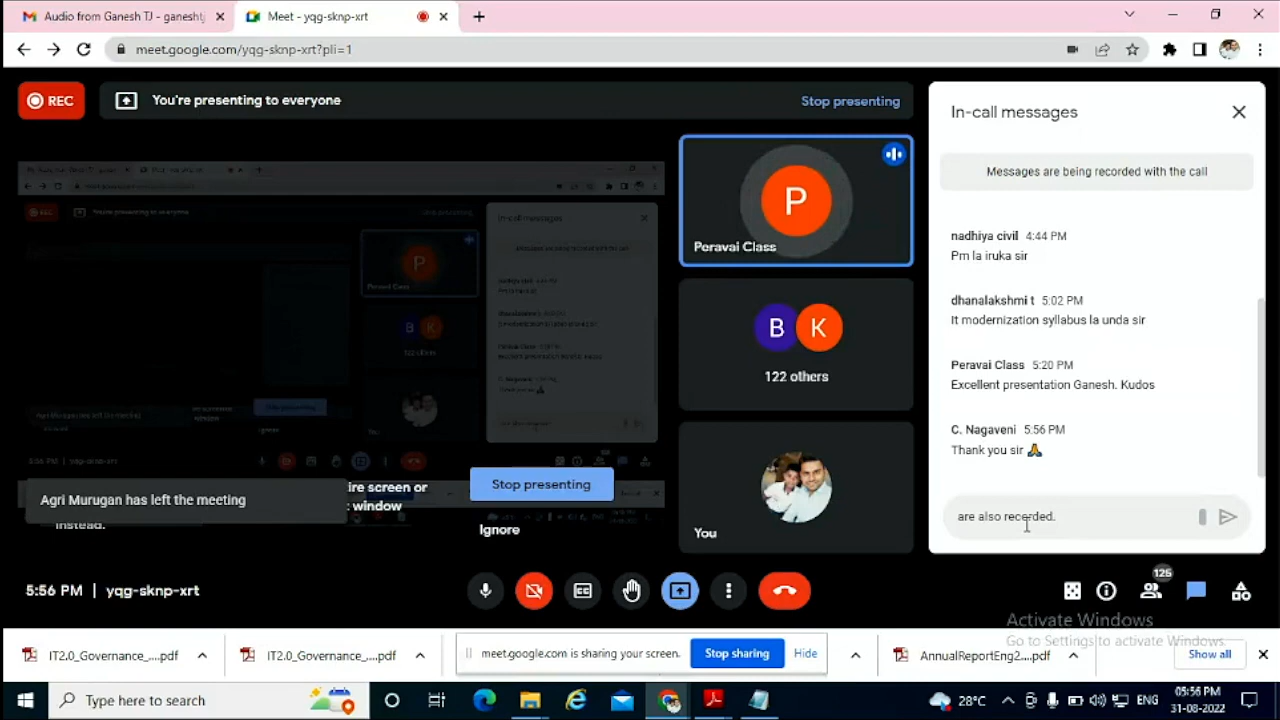 Audio from Ganesh TJ - ganeshtj
Meet - yqg-sknp-xrt
meet.google.com/yqg-sknp-xrt?pli=1
REC
You're presenting to everyone
Stop presenting
In-call messages
Messages are being recorded with the call
nadhiya civil 4:44 PM
Pm la iruka sir
dhanalakshmi t 5:02 PM
It modernization syllabus la unda sir
Peravai Class 5:20 PM
Excellent presentation Ganesh. Kudos
C. Nagaveni 5:56 PM
Thank you sir 🙏
are also recorded.
P
Peravai Class
B K
122 others
You
Agri Murugan has left the meeting
ire screen or
window
instead.
Stop presenting
Ignore
5:56 PM | yqg-sknp-xrt
125
Activate Windows
Go to Settings to activate Windows.
IT2.0_Governance_....pdf
IT2.0_Governance_....pdf
meet.google.com is sharing your screen.
Stop sharing
Hide
AnnualReportEng2....pdf
Show all
Type here to search
28°C
ENG
05:56 PM
31-08-2022